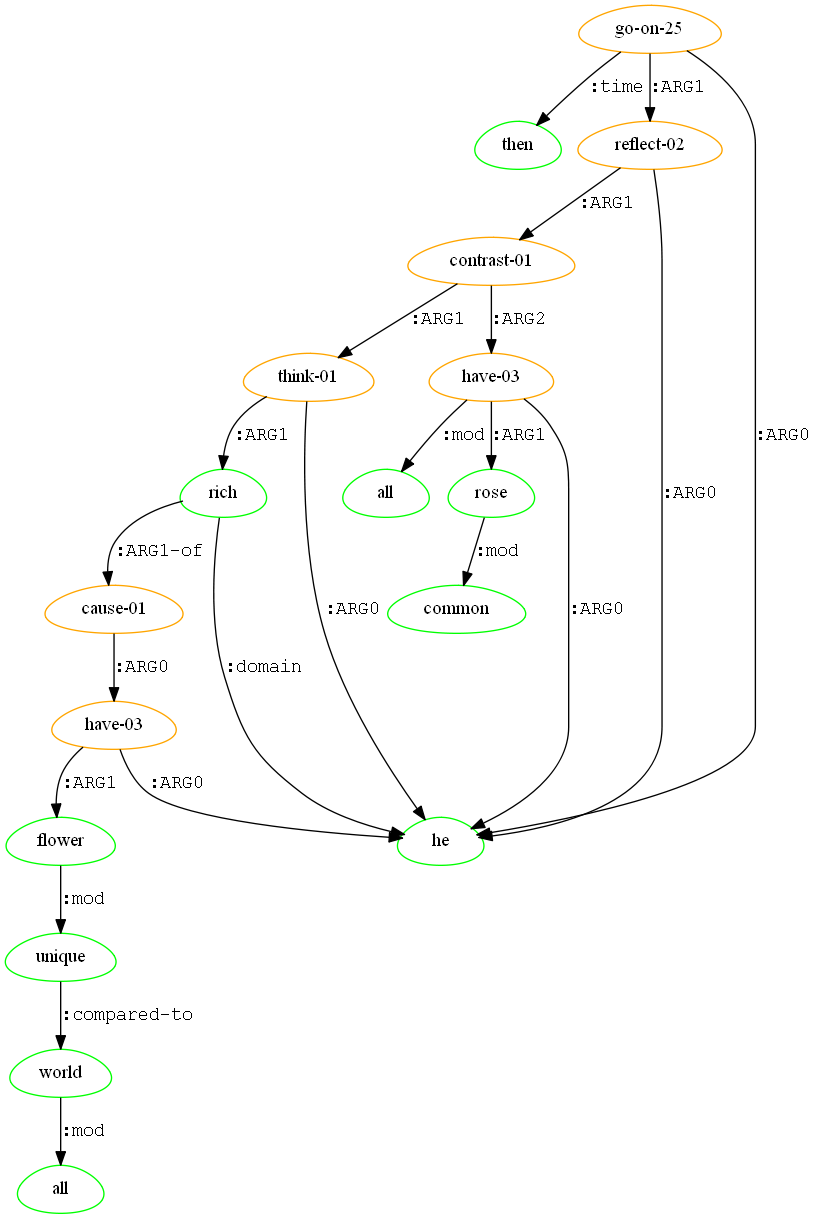 go-on-25
:time :ARG1
then reflect-02
:ARG1
contrast-01
:ARG1 :ARG2
think-01 have-03
:ARG1 :mod :ARG1 :ARG0
rich all rose :ARG0
:ARG1-of :mod
cause-01 common :ARG0 :ARG0
:ARG0 :domain
have-03
:ARG1 :ARG0
flower he
:mod
unique
:compared-to
world
:mod
all